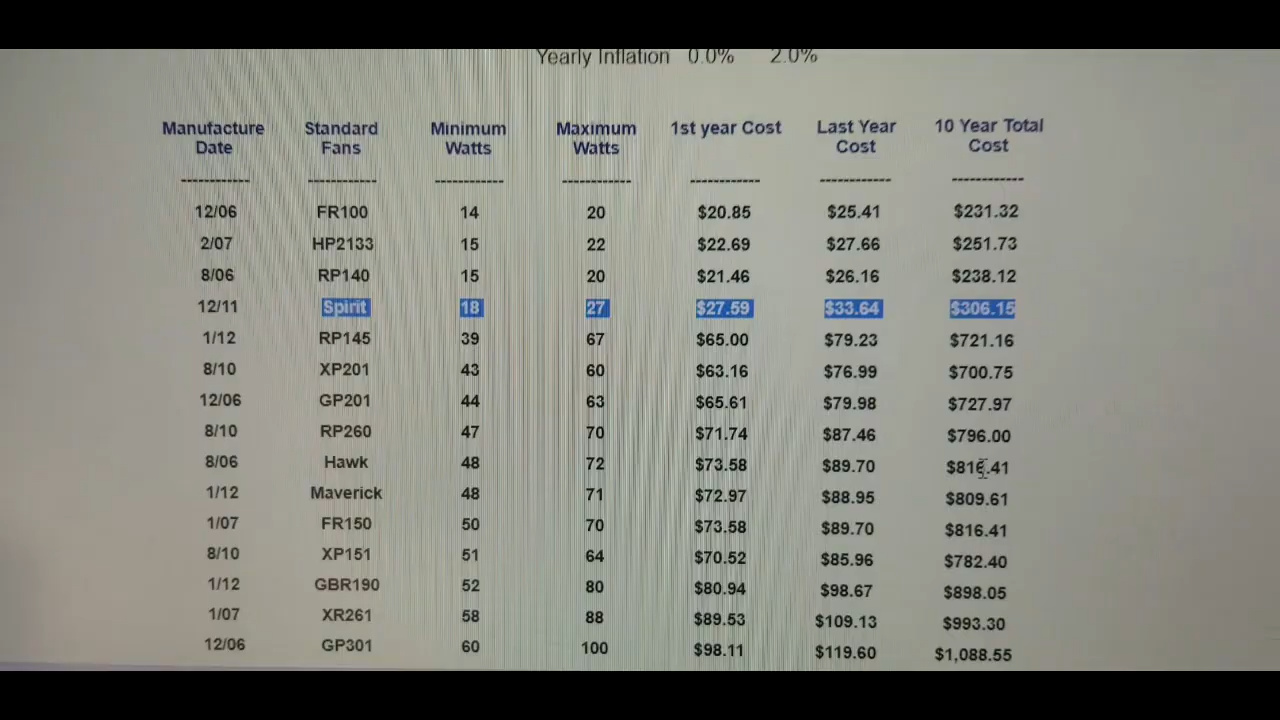 Yearly Inflation 0.0% 2.0%
Manufacture Date Standard Fans Minimum Watts Maximum Watts 1st year Cost Last Year Cost 10 Year Total Cost
------------ ------------ ------------ ------------ ------------ ------------ ------------
12/06 FR100 14 20 $20.85 $25.41 $231.32
2/07 HP2133 15 22 $22.69 $27.66 $251.73
8/06 RP140 15 20 $21.46 $26.16 $238.12
12/11 Spirit 18 27 $27.59 $33.64 $306.15
1/12 RP145 39 67 $65.00 $79.23 $721.16
8/10 XP201 43 60 $63.16 $76.99 $700.75
12/06 GP201 44 63 $65.61 $79.98 $727.97
8/10 RP260 47 70 $71.74 $87.46 $796.00
8/06 Hawk 48 72 $73.58 $89.70 $816.41
1/12 Maverick 48 71 $72.97 $88.95 $809.61
1/07 FR150 50 70 $73.58 $89.70 $816.41
8/10 XP151 51 64 $70.52 $85.96 $782.40
1/12 GBR190 52 80 $80.94 $98.67 $898.05
1/07 XR261 58 88 $89.53 $109.13 $993.30
12/06 GP301 60 100 $98.11 $119.60 $1,088.55